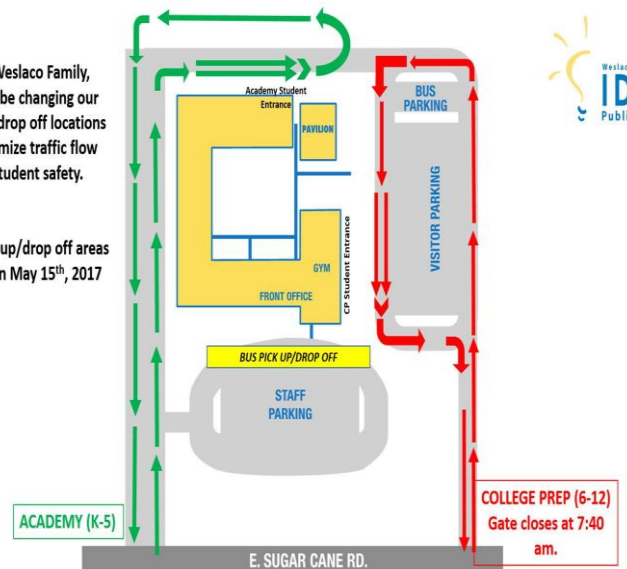 Weslaco Family,
be changing our
drop off locations
mize traffic flow
tudent safety.
up/drop off areas
n May 15th, 2017
Academy Student
Entrance
PAVILION
BUS
PARKING
Weslaco
ID
Publi
VISITOR PARKING
GYM
CP Student Entrance
FRONT OFFICE
BUS PICK UP/DROP OFF
STAFF
PARKING
ACADEMY (K-5)
COLLEGE PREP (6-12)
Gate closes at 7:40
am.
E. SUGAR CANE RD.